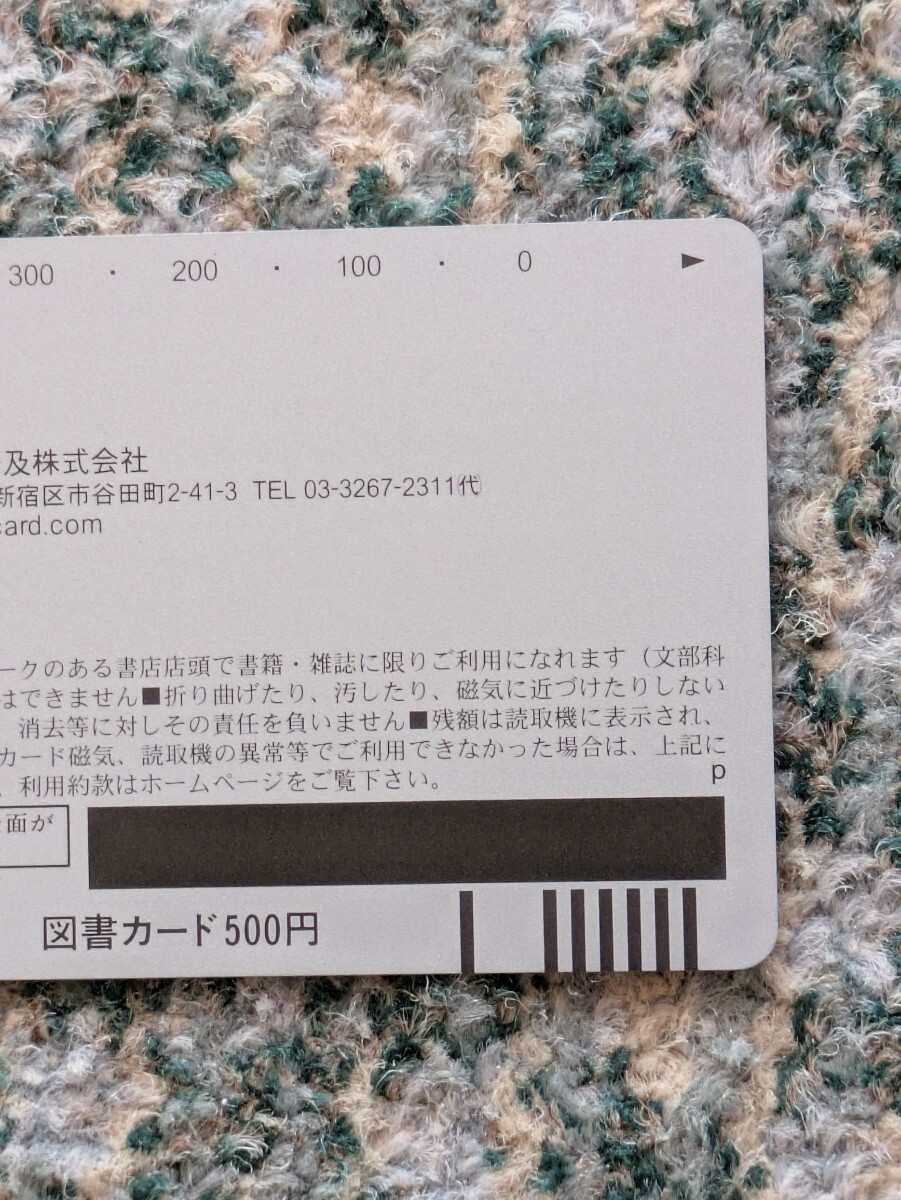 300 · 200 · 100 · 0 ▶
及株式会社
新宿区市谷田町2-41-3 TEL 03-3267-2311㈹
card.com
ークのある書店店頭で書籍・雑誌に限りご利用になれます（文部科
はできません■折り曲げたり、汚したり、磁気に近づけたりしない
消去等に対しその責任を負いません■残額は読取機に表示され、
カード磁気、読取機の異常等でご利用できなかった場合は、上記に
、利用約款はホームページをご覧下さい。
p
面が
図書カード500円